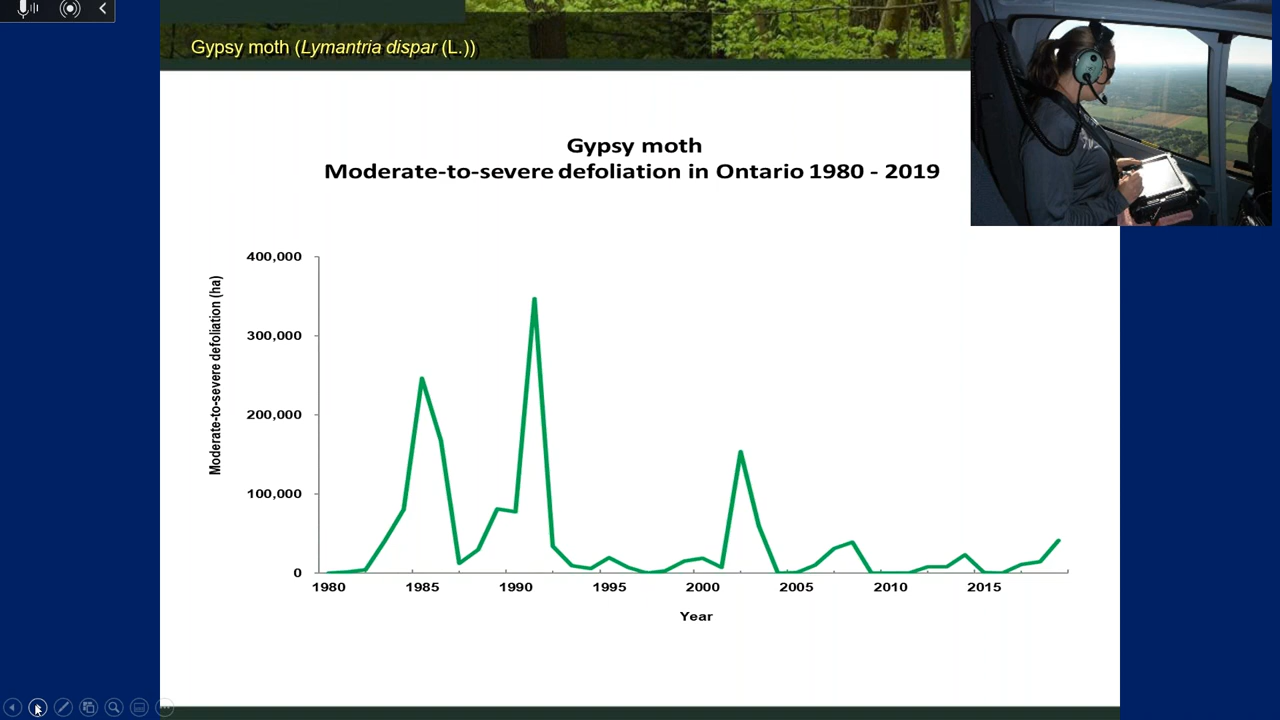 Gypsy moth (Lymantria dispar (L.))
Gypsy moth
Moderate-to-severe defoliation in Ontario 1980 - 2019
Moderate-to-severe defoliation (ha)
400,000
300,000
200,000
100,000
0
1980 1985 1990 1995 2000 2005 2010 2015
Year